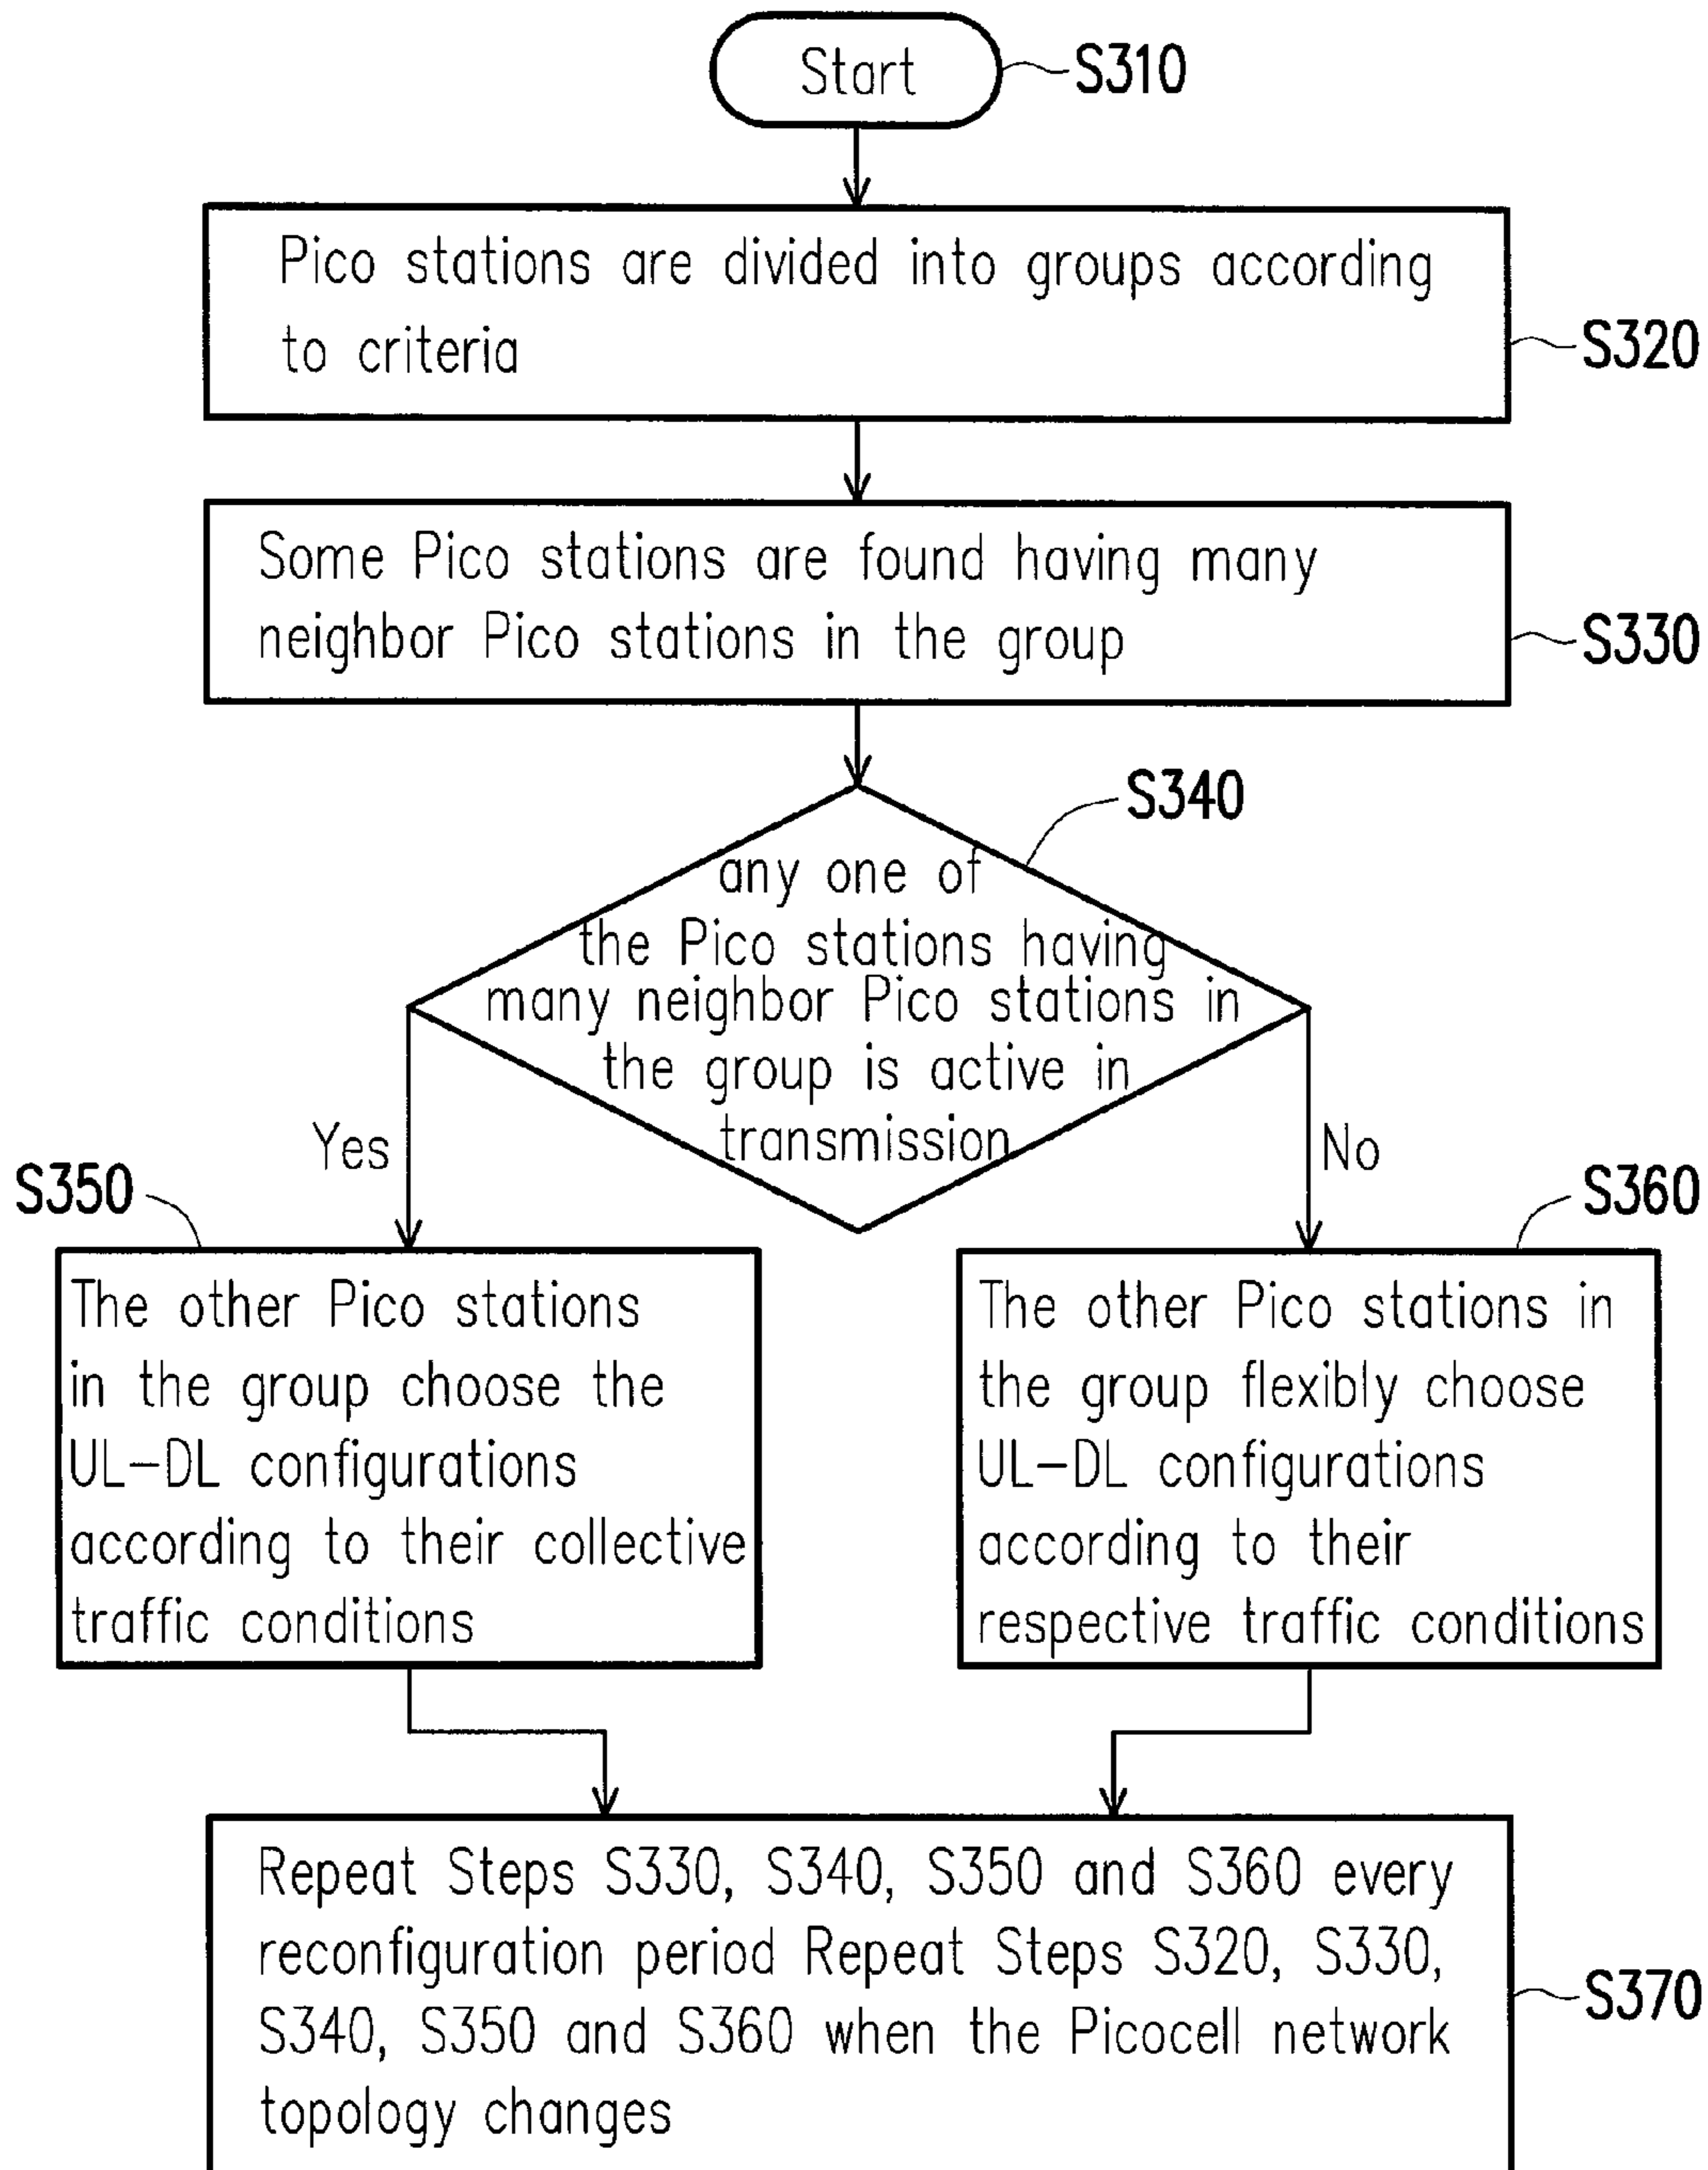 Start
S310
Pico stations are divided into groups according
to criteria
S320
Some Pico stations are found having many
neighbor Pico stations in the group
S330
S340
any one of
the Pico stations having
many neighbor Pico stations in
the group is active in
transmission
Yes
No
S350
The other Pico stations
in the group choose the
UL-DL configurations
according to their collective
traffic conditions
S360
The other Pico stations in
the group flexibly choose
UL-DL configurations
according to their
respective traffic conditions
Repeat Steps S330, S340, S350 and S360 every
reconfiguration period Repeat Steps S320, S330,
S340, S350 and S360 when the Picocell network
topology changes
S370